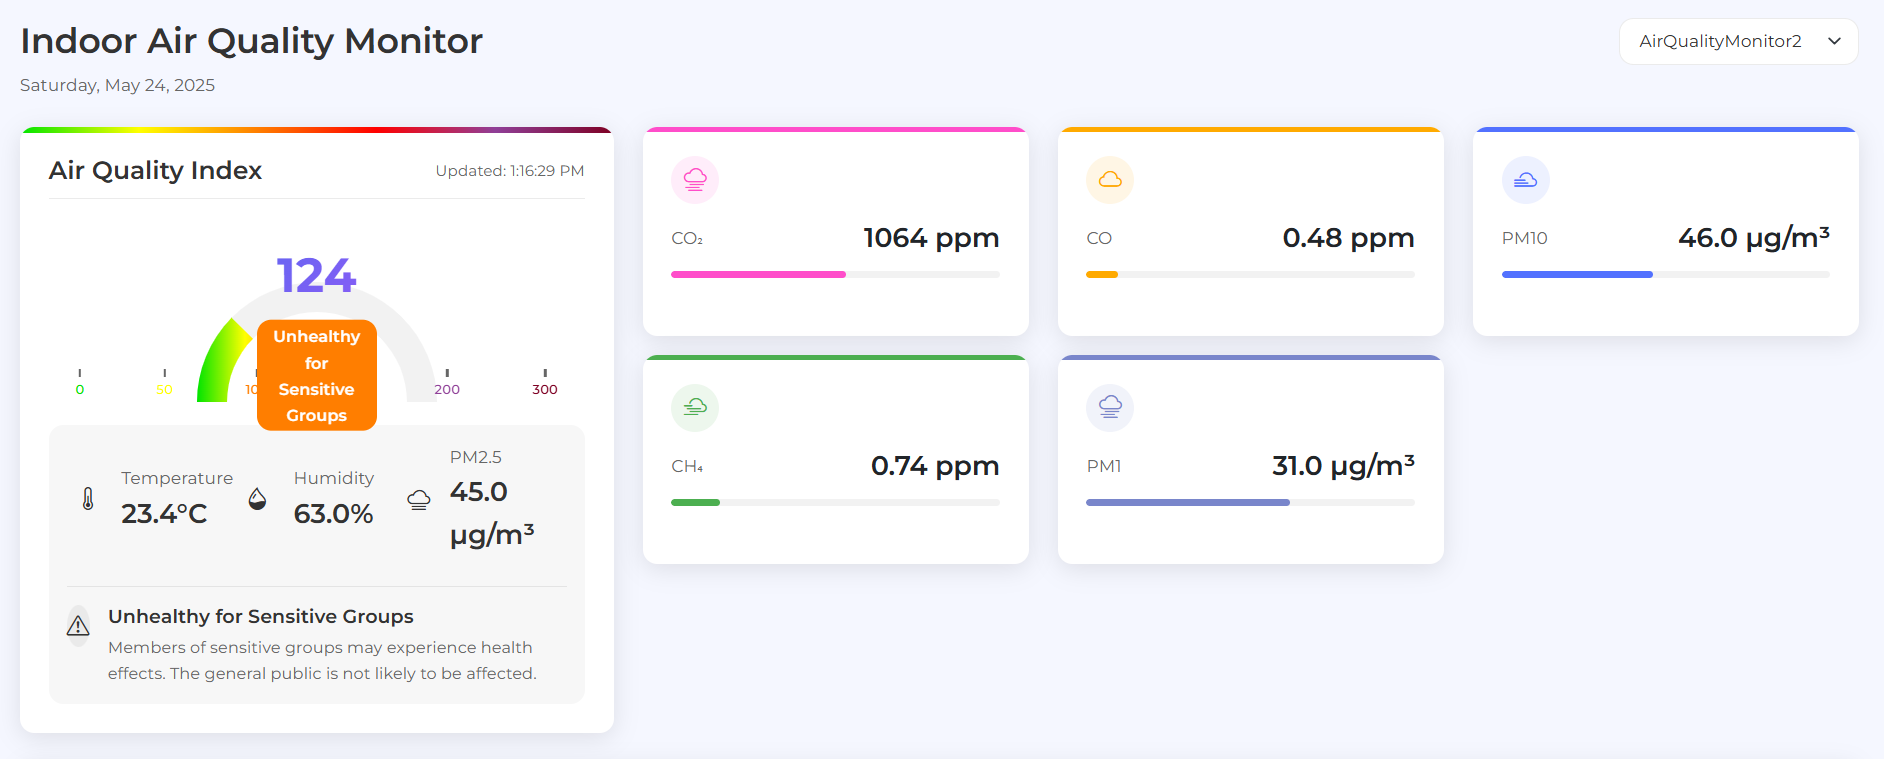 Indoor Air Quality Monitor
Saturday, May 24, 2025
AirQualityMonitor2
Air Quality Index
Updated: 1:16:29 PM
124
Unhealthy
for
Sensitive
Groups
0
50
10
200
300
Temperature
23.4°C
Humidity
63.0%
PM2.5
45.0
µg/m³
Unhealthy for Sensitive Groups
Members of sensitive groups may experience health
effects. The general public is not likely to be affected.
CO₂
1064 ppm
CO
0.48 ppm
PM10
46.0 µg/m³
CH₄
0.74 ppm
PM1
31.0 µg/m³